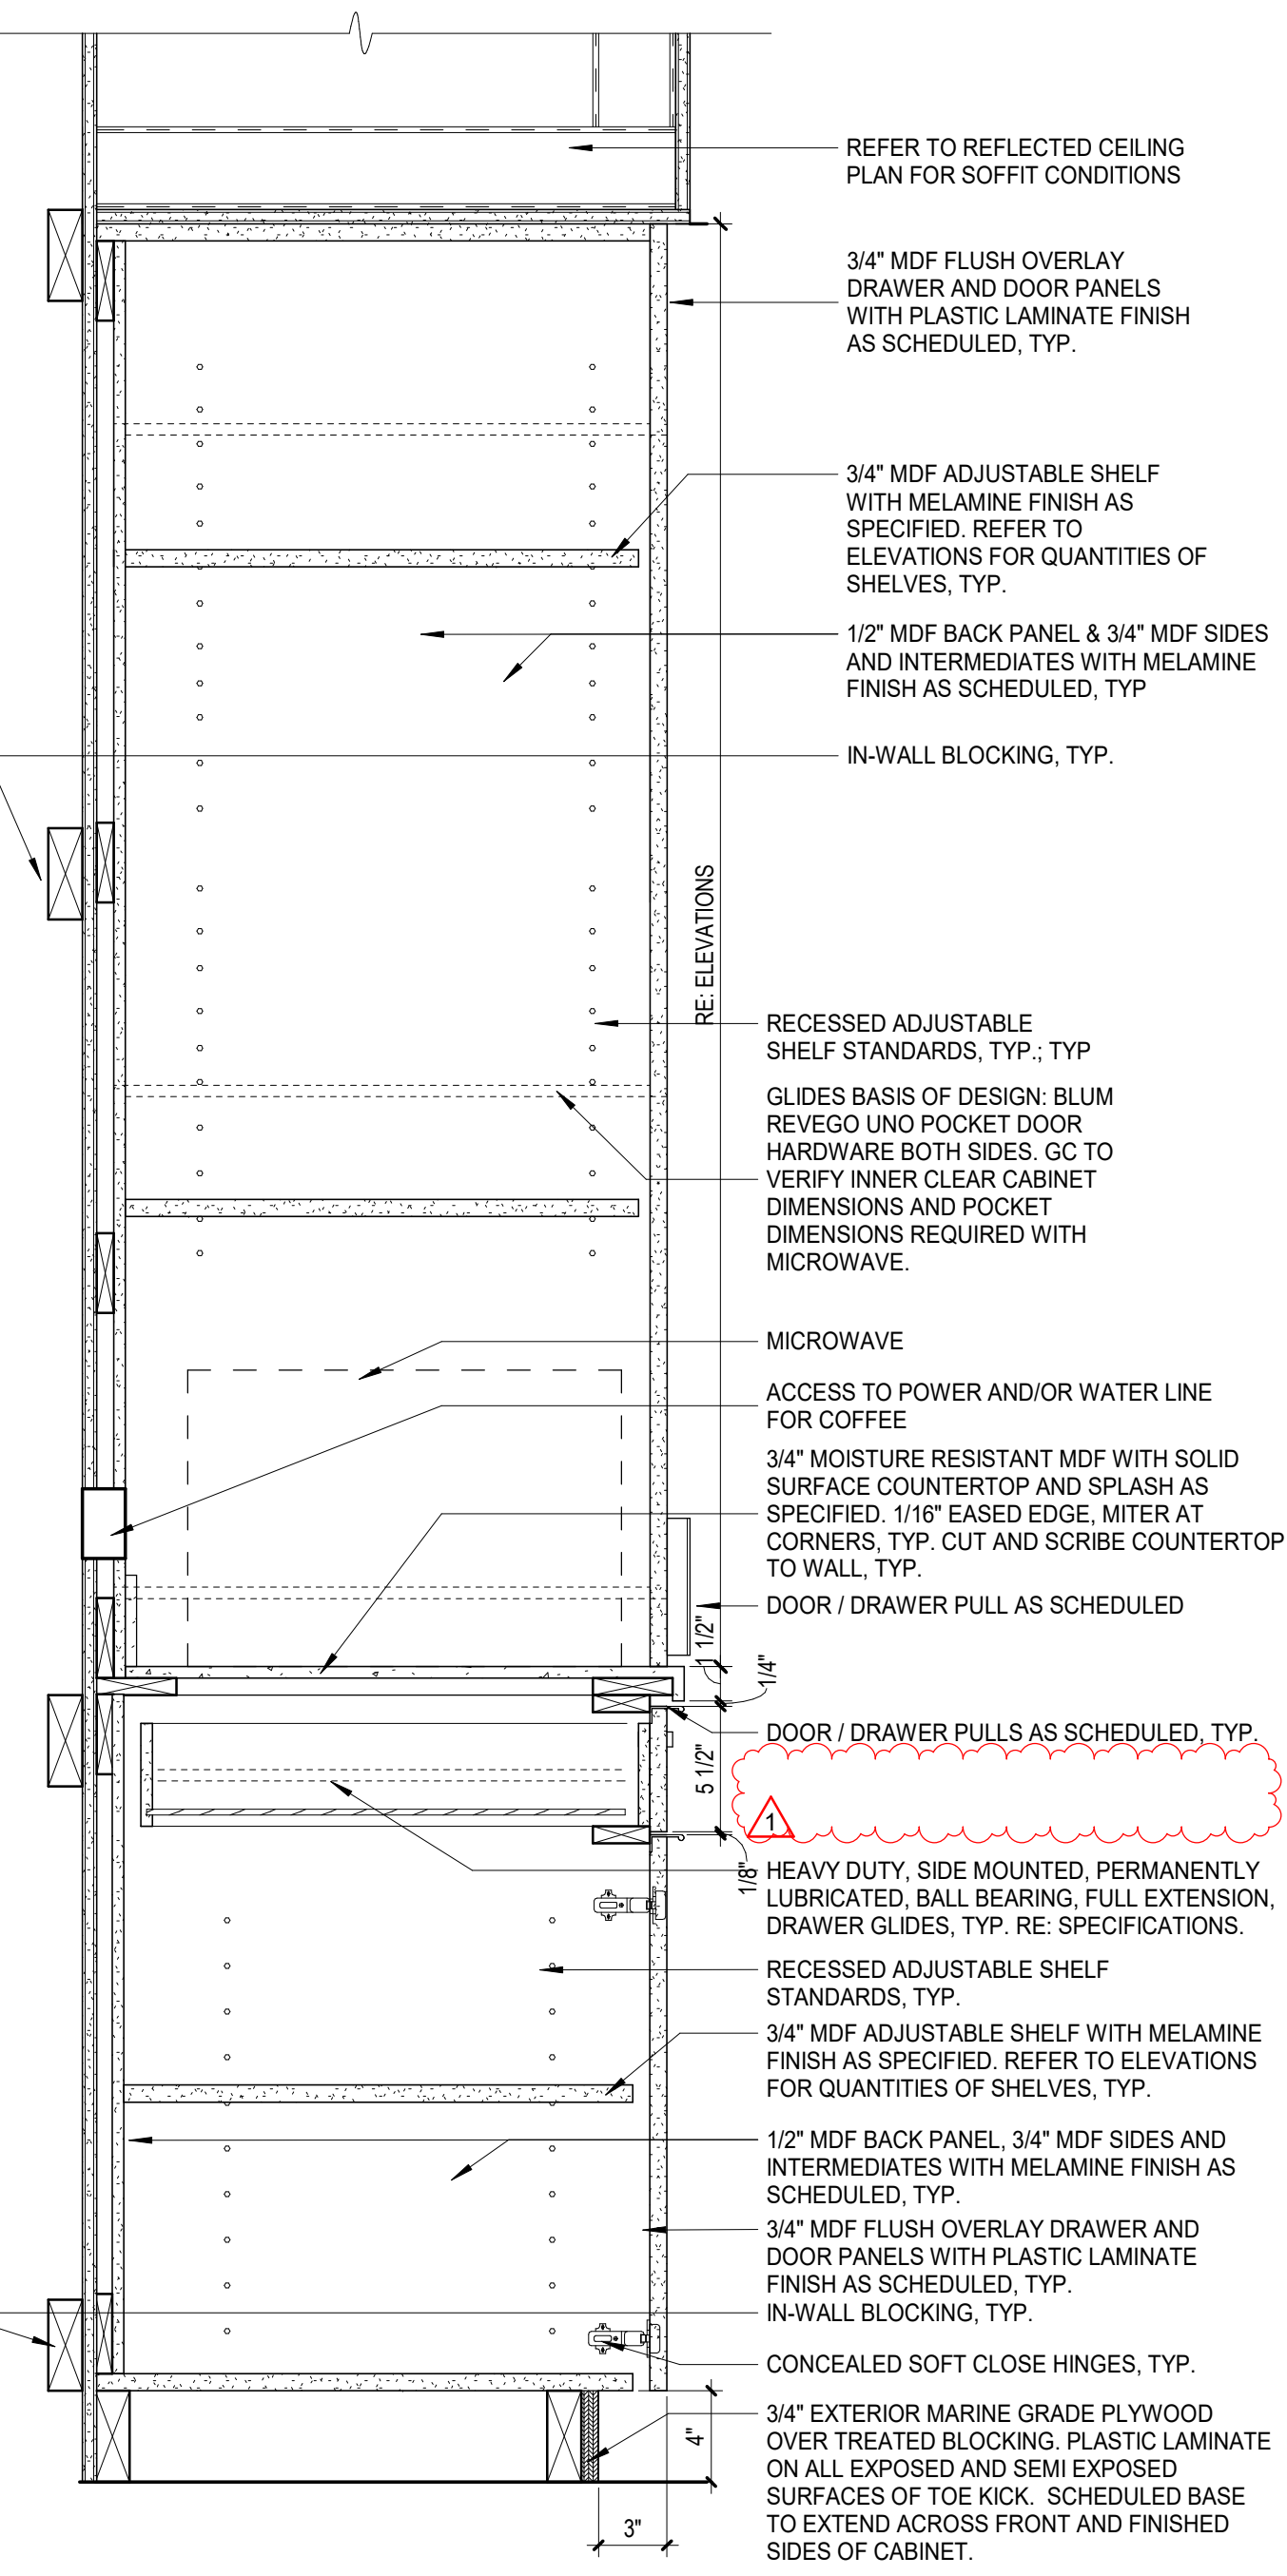 REFER TO REFLECTED CEILING
PLAN FOR SOFFIT CONDITIONS
3/4" MDF FLUSH OVERLAY
DRAWER AND DOOR PANELS
WITH PLASTIC LAMINATE FINISH
AS SCHEDULED, TYP.
3/4" MDF ADJUSTABLE SHELF
WITH MELAMINE FINISH AS
SPECIFIED. REFER TO
ELEVATIONS FOR QUANTITIES OF
SHELVES, TYP.
1/2" MDF BACK PANEL & 3/4" MDF SIDES
AND INTERMEDIATES WITH MELAMINE
FINISH AS SCHEDULED, TYP
IN-WALL BLOCKING, TYP.
RE: ELEVATIONS
RECESSED ADJUSTABLE
SHELF STANDARDS, TYP.; TYP
GLIDES BASIS OF DESIGN: BLUM
REVEGO UNO POCKET DOOR
HARDWARE BOTH SIDES. GC TO
VERIFY INNER CLEAR CABINET
DIMENSIONS AND POCKET
DIMENSIONS REQUIRED WITH
MICROWAVE.
MICROWAVE
ACCESS TO POWER AND/OR WATER LINE
FOR COFFEE
3/4" MOISTURE RESISTANT MDF WITH SOLID
SURFACE COUNTERTOP AND SPLASH AS
SPECIFIED. 1/16" EASED EDGE, MITER AT
CORNERS, TYP. CUT AND SCRIBE COUNTERTOP
TO WALL, TYP.
DOOR / DRAWER PULL AS SCHEDULED
1 1/2"
1/4"
DOOR / DRAWER PULLS AS SCHEDULED, TYP.
5 1/2"
1
1/8"
HEAVY DUTY, SIDE MOUNTED, PERMANENTLY
LUBRICATED, BALL BEARING, FULL EXTENSION,
DRAWER GLIDES, TYP. RE: SPECIFICATIONS.
RECESSED ADJUSTABLE SHELF
STANDARDS, TYP.
3/4" MDF ADJUSTABLE SHELF WITH MELAMINE
FINISH AS SPECIFIED. REFER TO ELEVATIONS
FOR QUANTITIES OF SHELVES, TYP.
1/2" MDF BACK PANEL, 3/4" MDF SIDES AND
INTERMEDIATES WITH MELAMINE FINISH AS
SCHEDULED, TYP.
3/4" MDF FLUSH OVERLAY DRAWER AND
DOOR PANELS WITH PLASTIC LAMINATE
FINISH AS SCHEDULED, TYP.
IN-WALL BLOCKING, TYP.
CONCEALED SOFT CLOSE HINGES, TYP.
3/4" EXTERIOR MARINE GRADE PLYWOOD
OVER TREATED BLOCKING. PLASTIC LAMINATE
ON ALL EXPOSED AND SEMI EXPOSED
SURFACES OF TOE KICK. SCHEDULED BASE
TO EXTEND ACROSS FRONT AND FINISHED
SIDES OF CABINET.
4"
3"